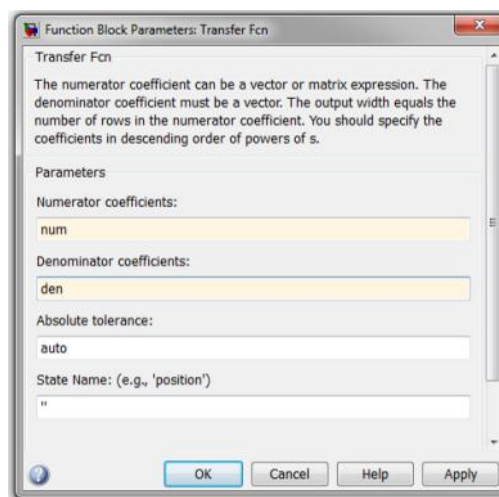 Function Block Parameters: Transfer Fcn
Transfer Fcn
The numerator coefficient can be a vector or matrix expression. The
denominator coefficient must be a vector. The output width equals the
number of rows in the numerator coefficient. You should specify the
coefficients in descending order of powers of s.
Parameters
Numerator coefficients:
num
Denominator coefficients:
den
Absolute tolerance:
auto
State Name: (e.g., 'position')
''
OK Cancel Help Apply